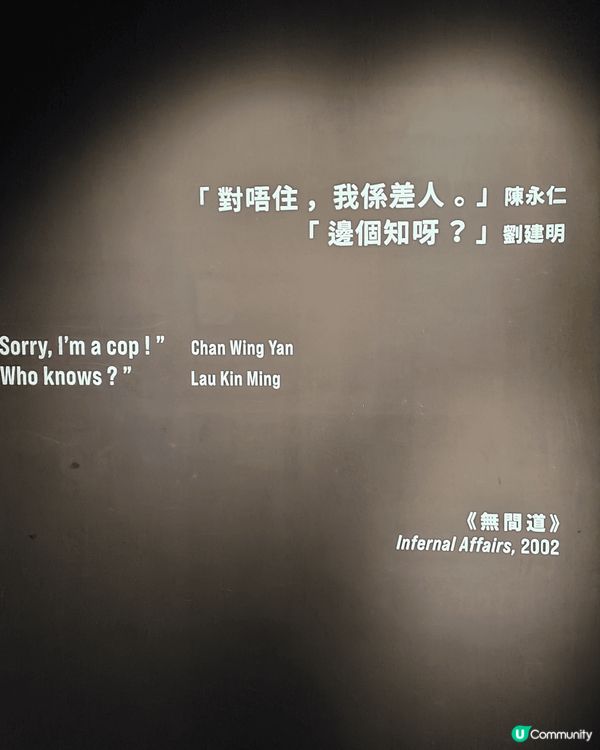 「對唔住，我係差人。」陳永仁
「邊個知呀？」劉建明
Sorry, I'm a cop ! ” Chan Wing Yan
Who knows ? ” Lau Kin Ming
《無間道》
Infernal Affairs, 2002
U Community